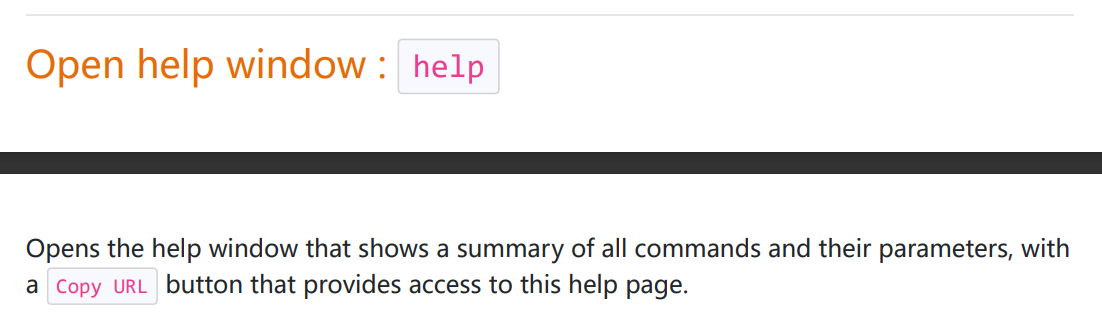 Open help window : help
Opens the help window that shows a summary of all commands and their parameters, with
a Copy URL button that provides access to this help page.